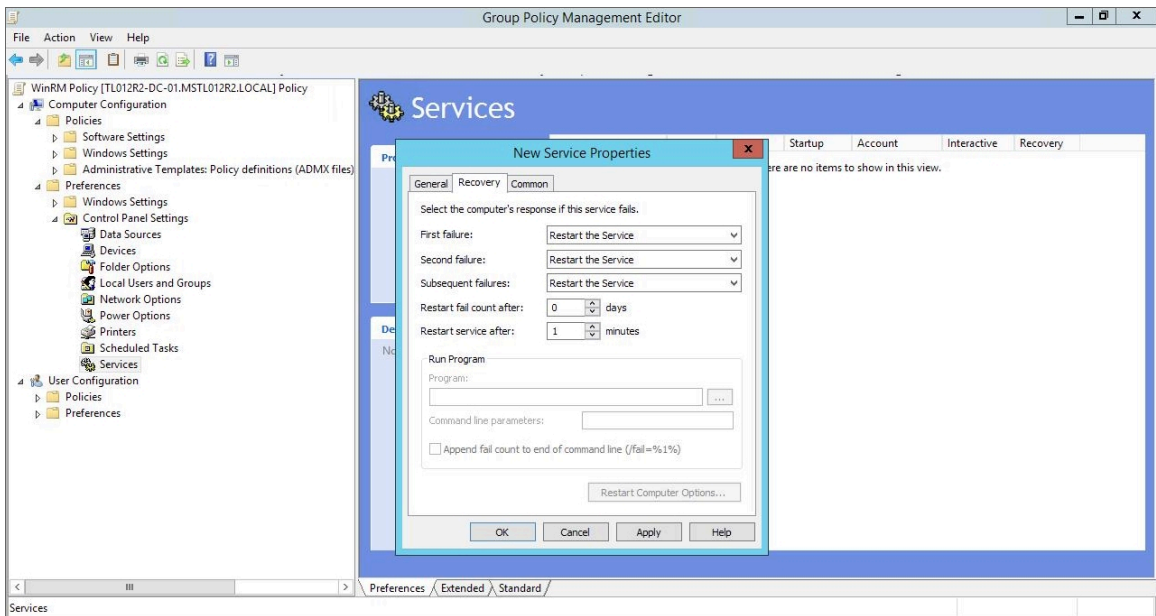 Group Policy Management Editor
File Action View Help
WinRM Policy [TL012R2-DC-01.MSTL012R2.LOCAL] Policy
Computer Configuration
Policies
Software Settings
Windows Settings
Administrative Templates: Policy definitions (ADMX files)
Preferences
Windows Settings
Control Panel Settings
Data Sources
Devices
Folder Options
Local Users and Groups
Network Options
Power Options
Printers
Scheduled Tasks
Services
User Configuration
Policies
Preferences
Services
Startup Account Interactive Recovery
ere are no items to show in this view.
Pr
De
No
New Service Properties
General Recovery Common
Select the computer's response if this service fails.
First failure: Restart the Service
Second failure: Restart the Service
Subsequent failures: Restart the Service
Restart fail count after: 0 days
Restart service after: 1 minutes
Run Program
Program:
...
Command line parameters:
Append fail count to end of command line (/fail=%1%)
Restart Computer Options...
OK Cancel Apply Help
Preferences Extended Standard
Services